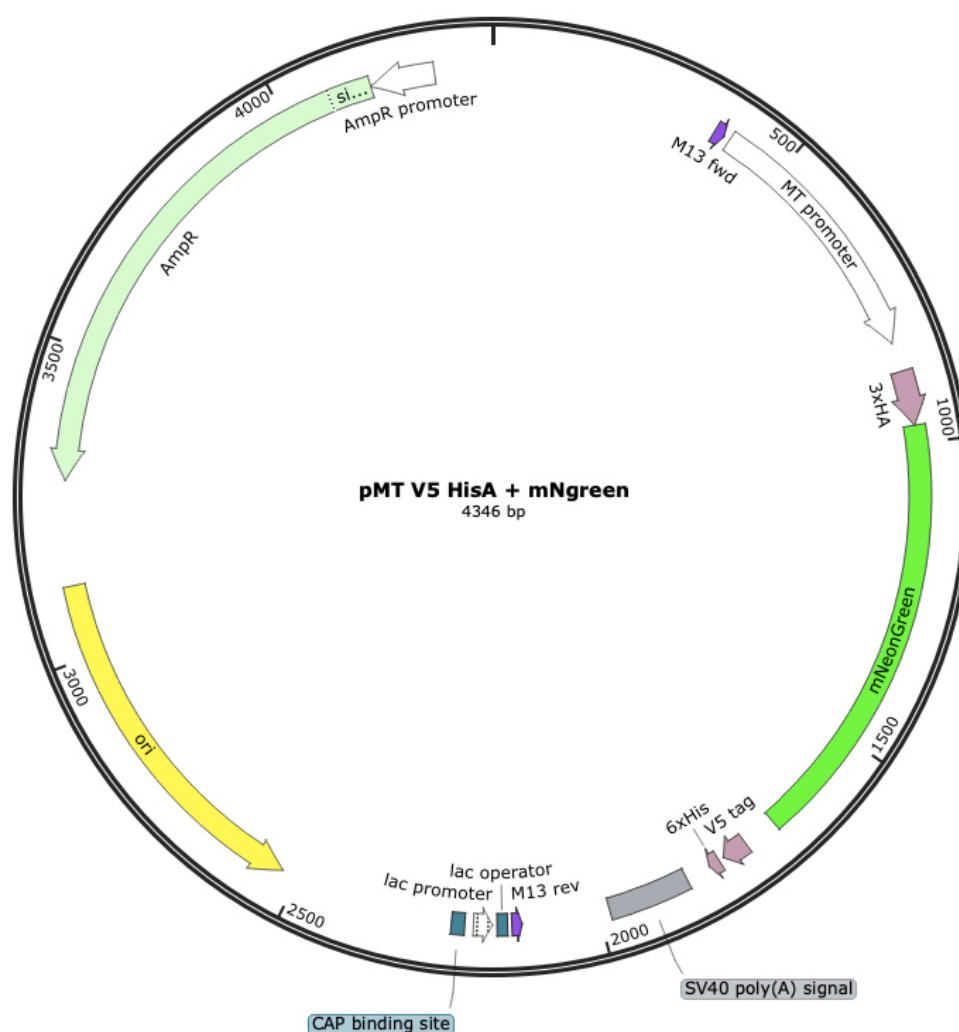 4000
si...
AmpR promoter
M13 fwd
500
MT promoter
AmpR
3500
3xHA
1000
pMT V5 HisA + mNgreen
4346 bp
mNeonGreen
3000
ori
1500
6xHis
V5 tag
lac operator
lac promoter
M13 rev
2500
2000
SV40 poly(A) signal
CAP binding site